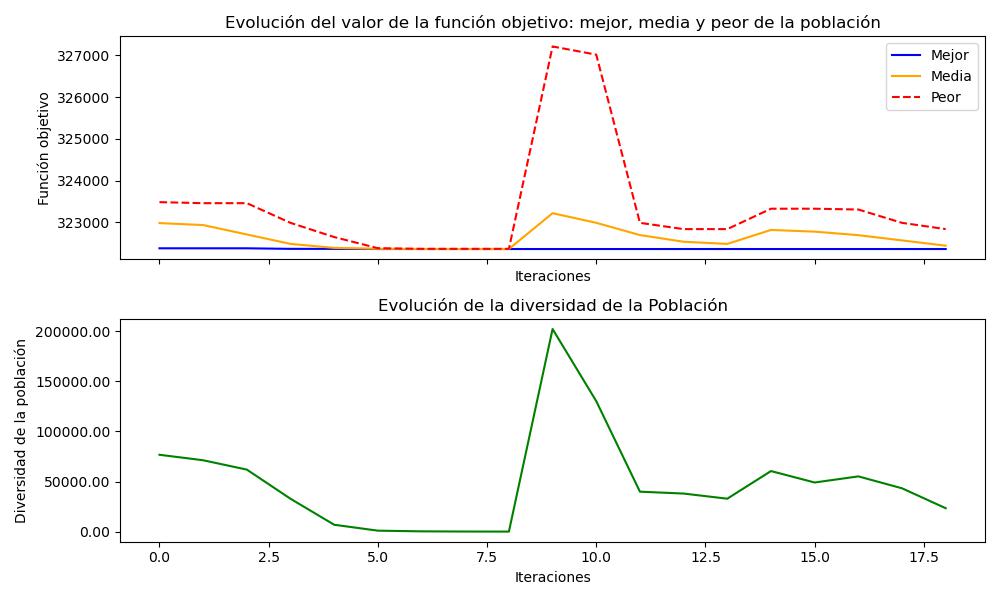 Evolución del valor de la función objetivo: mejor, media y peor de la población
327000
326000
325000
324000
323000
Función objetivo
Mejor
Media
Peor
Iteraciones
Evolución de la diversidad de la Población
200000.00
150000.00
100000.00
50000.00
0.00
Diversidad de la población
0.0 2.5 5.0 7.5 10.0 12.5 15.0 17.5
Iteraciones